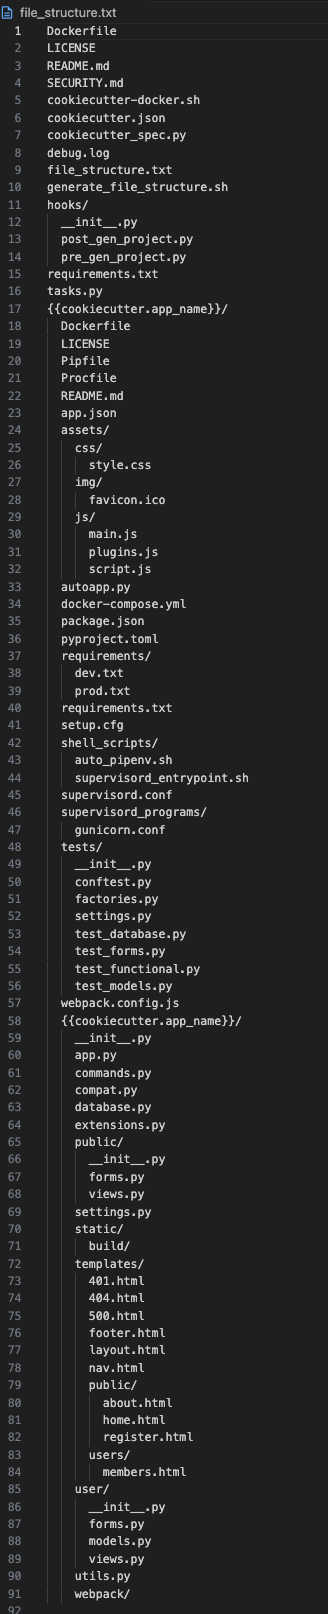 file_structure.txt
1 Dockerfile
2 LICENSE
3 README.md
4 SECURITY.md
5 cookiecutter-docker.sh
6 cookiecutter.json
7 cookiecutter_spec.py
8 debug.log
9 file_structure.txt
10 generate_file_structure.sh
11 hooks/
12 __init__.py
13 post_gen_project.py
14 pre_gen_project.py
15 requirements.txt
16 tasks.py
17 {{cookiecutter.app_name}}/
18 Dockerfile
19 LICENSE
20 Pipfile
21 Procfile
22 README.md
23 app.json
24 assets/
25 css/
26 style.css
27 img/
28 favicon.ico
29 js/
30 main.js
31 plugins.js
32 script.js
33 autoapp.py
34 docker-compose.yml
35 package.json
36 pyproject.toml
37 requirements/
38 dev.txt
39 prod.txt
40 requirements.txt
41 setup.cfg
42 shell_scripts/
43 auto_pipenv.sh
44 supervisord_entrypoint.sh
45 supervisord.conf
46 supervisord_programs/
47 gunicorn.conf
48 tests/
49 __init__.py
50 conftest.py
51 factories.py
52 settings.py
53 test_database.py
54 test_forms.py
55 test_functional.py
56 test_models.py
57 webpack.config.js
58 {{cookiecutter.app_name}}/
59 __init__.py
60 app.py
61 commands.py
62 compat.py
63 database.py
64 extensions.py
65 public/
66 __init__.py
67 forms.py
68 views.py
69 settings.py
70 static/
71 build/
72 templates/
73 401.html
74 404.html
75 500.html
76 footer.html
77 layout.html
78 nav.html
79 public/
80 about.html
81 home.html
82 register.html
83 users/
84 members.html
85 user/
86 __init__.py
87 forms.py
88 models.py
89 views.py
90 utils.py
91 webpack/
92